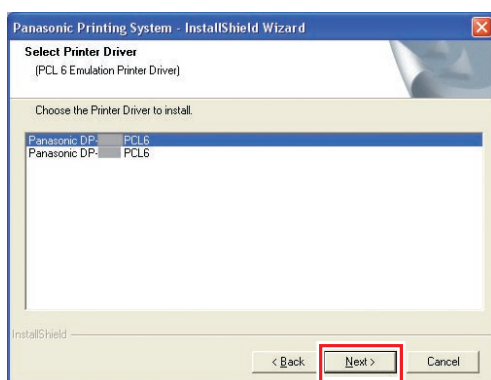 Panasonic Printing System - InstallShield Wizard
Select Printer Driver
(PCL 6 Emulation Printer Driver)
Choose the Printer Driver to install.
Panasonic DP- PCL6
Panasonic DP- PCL6
InstallShield
< Back Next > Cancel